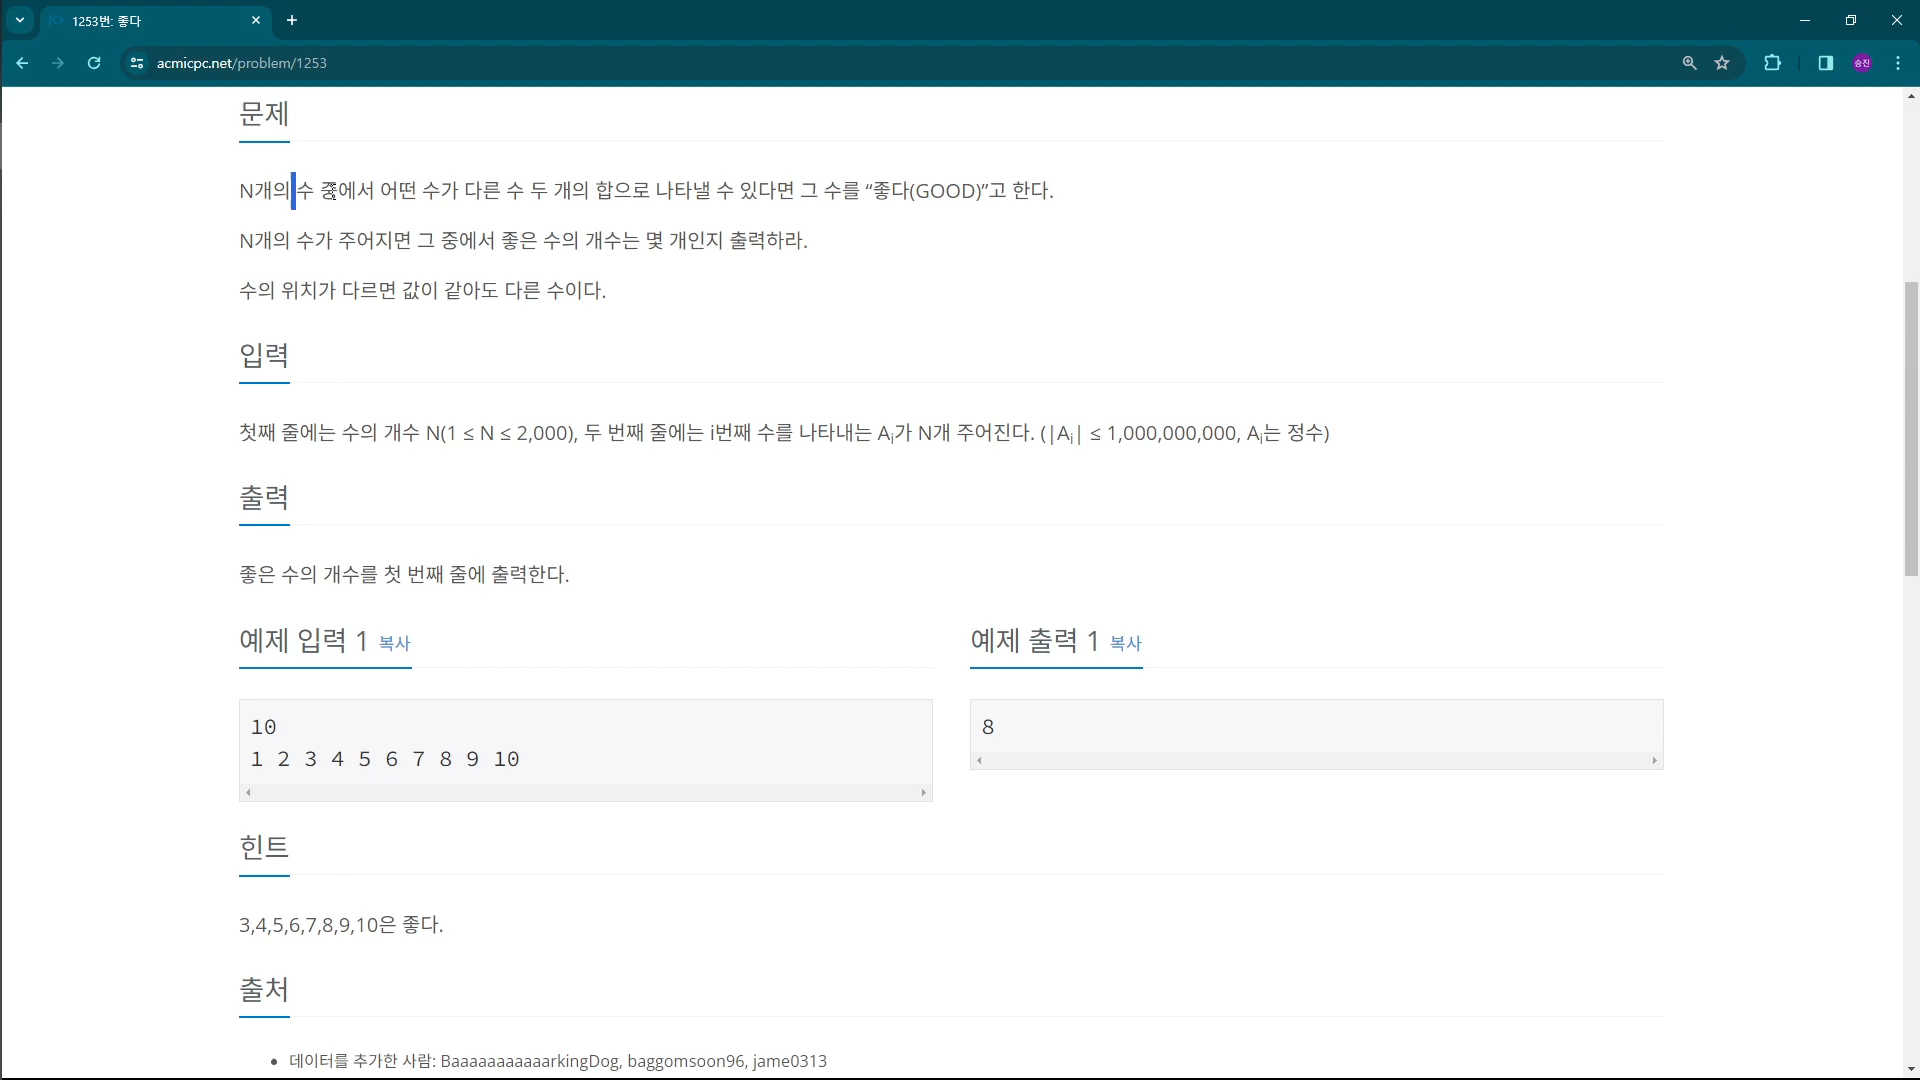 1253번: 좋다
acmicpc.net/problem/1253
승진
문제
N개의 수 중에서 어떤 수가 다른 수 두 개의 합으로 나타낼 수 있다면 그 수를 “좋다(GOOD)”고 한다.
N개의 수가 주어지면 그 중에서 좋은 수의 개수는 몇 개인지 출력하라.
수의 위치가 다르면 값이 같아도 다른 수이다.
입력
첫째 줄에는 수의 개수 N(1 ≤ N ≤ 2,000), 두 번째 줄에는 i번째 수를 나타내는 Aᵢ가 N개 주어진다. (|Aᵢ| ≤ 1,000,000,000, Aᵢ는 정수)
출력
좋은 수의 개수를 첫 번째 줄에 출력한다.
예제 입력 1 복사
10
1 2 3 4 5 6 7 8 9 10
예제 출력 1 복사
8
힌트
3,4,5,6,7,8,9,10은 좋다.
출처
데이터를 추가한 사람: BaaaaaaaaaaarkingDog, baggomsoon96, jame0313